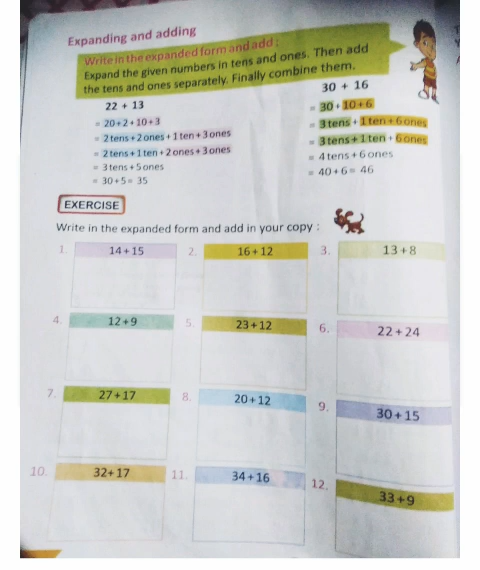 Expanding and adding
Write in the expanded form and add :
Expand the given numbers in tens and ones. Then add
the tens and ones separately. Finally combine them.
22 + 13
= 20+2+10+3
= 2 tens + 2 ones + 1 ten + 3 ones
= 2 tens + 1 ten + 2 ones + 3 ones
= 3 tens + 5 ones
= 30+5= 35
30 + 16
= 30+10+6
= 3 tens + 1 ten + 6 ones
= 3 tens + 1 ten + 6 ones
= 4 tens + 6 ones
= 40+6= 46
EXERCISE
Write in the expanded form and add in your copy :
1. 14+15
2. 16+12
3. 13+8
4. 12+9
5. 23+12
6. 22+24
7. 27+17
8. 20+12
9. 30+15
10. 32+17
11. 34+16
12. 33+9